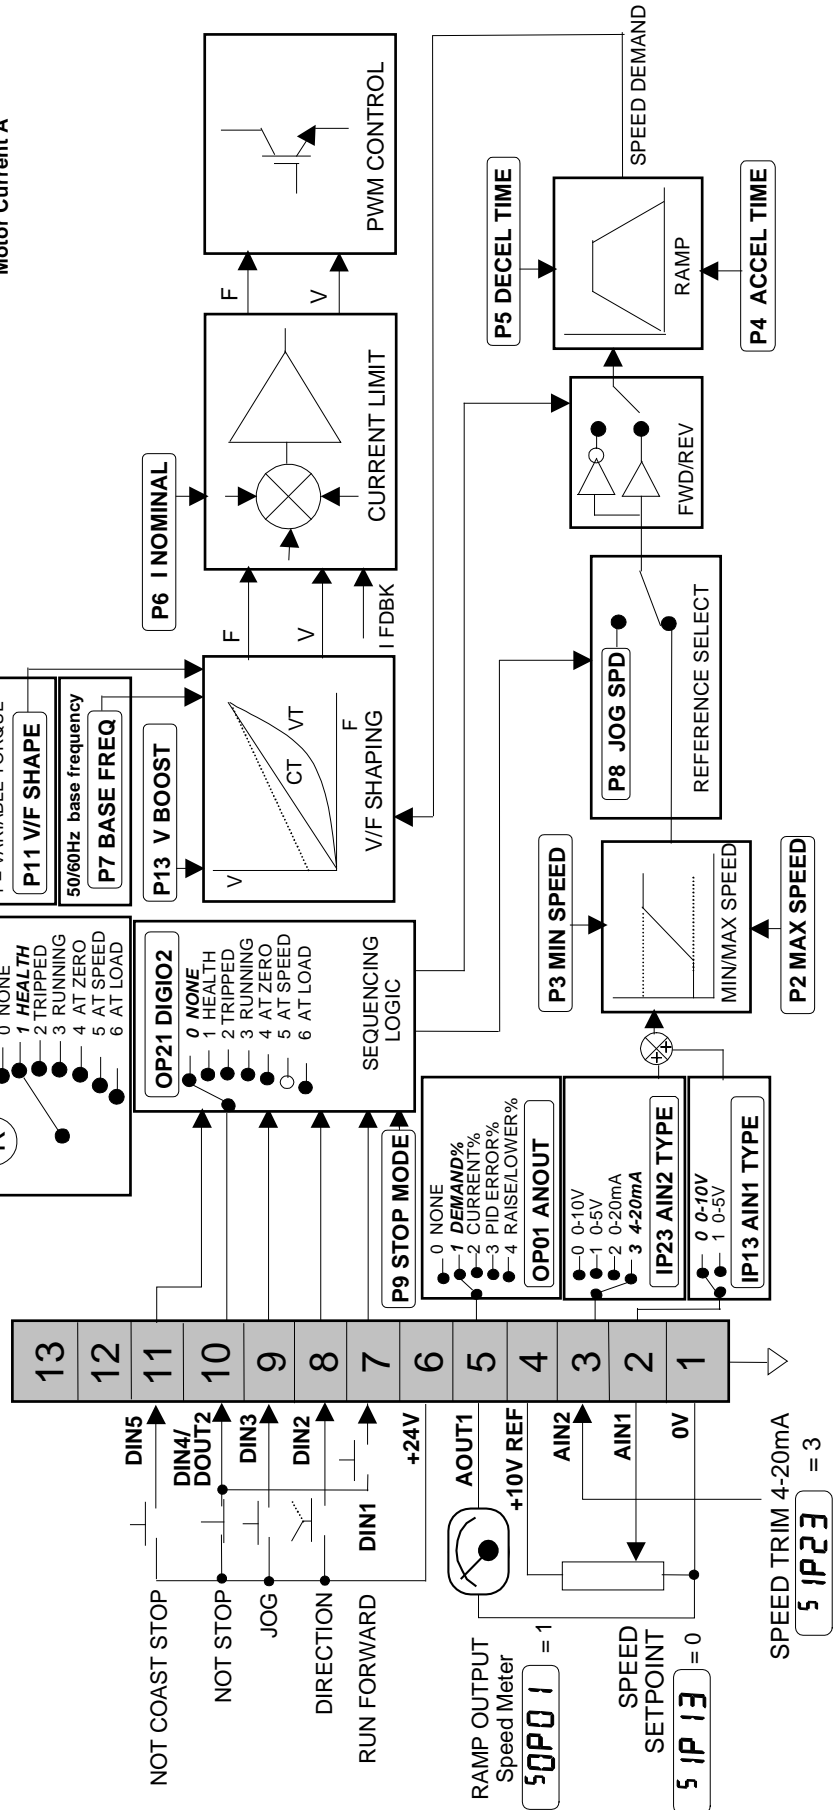 Motor Current A
PWM CONTROL
SPEED DEMAND
F
V
P5 DECEL TIME
RAMP
P4 ACCEL TIME
P6 I NOMINAL
CURRENT LIMIT
FWD/REV
F
V
I FDBK
P11 V/F SHAPE
50/60Hz base frequency
P7 BASE FREQ
P13 V BOOST
V
CT
VT
F
V/F SHAPING
P8 JOG SPD
REFERENCE SELECT
P3 MIN SPEED
MIN/MAX SPEED
P2 MAX SPEED
0 NONE
1 HEALTH
2 TRIPPED
3 RUNNING
4 AT ZERO
5 AT SPEED
6 AT LOAD
OP21 DIGIO2
0 NONE
1 HEALTH
2 TRIPPED
3 RUNNING
4 AT ZERO
5 AT SPEED
6 AT LOAD
SEQUENCING
LOGIC
P9 STOP MODE
0 NONE
1 DEMAND%
2 CURRENT%
3 PID ERROR%
4 RAISE/LOWER%
OP01 ANOUT
0 0-10V
1 0-5V
2 0-20mA
3 4-20mA
IP23 AIN2 TYPE
0 0-10V
1 0-5V
IP13 AIN1 TYPE
+
+
13
12
11
10
9
8
7
6
5
4
3
2
1
DIN5
DIN4/
DOUT2
DIN3
DIN2
DIN1
+24V
AOUT1
+10V REF
AIN2
AIN1
0V
NOT COAST STOP
NOT STOP
JOG
DIRECTION
RUN FORWARD
RAMP OUTPUT
Speed Meter
S OP01 = 1
SPEED
SETPOINT
S IP13 = 0
SPEED TRIM 4-20mA
S IP23 = 3